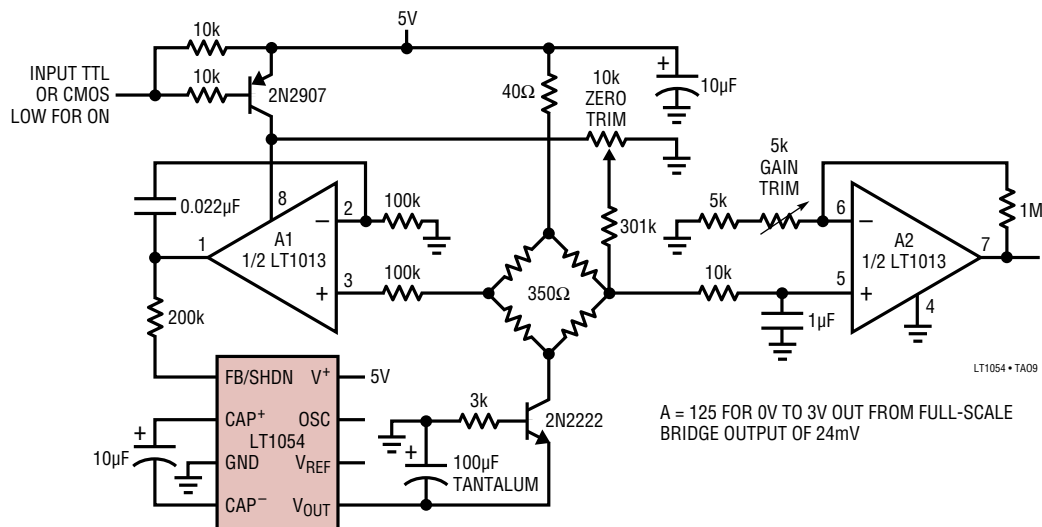 5V
10k
10k
INPUT TTL
OR CMOS
LOW FOR ON
2N2907
40Ω
10k
ZERO
TRIM
+
10µF
5k
GAIN
TRIM
0.022µF
8
2
−
100k
1
A1
1/2 LT1013
+
3
100k
301k
350Ω
5k
6
−
1M
A2
1/2 LT1013
7
10k
5
+
4
1µF
200k
LT1054 • TA09
FB/SHDN
V+
5V
CAP+
OSC
LT1054
GND
VREF
CAP−
VOUT
+
10µF
3k
2N2222
+
100µF
TANTALUM
A = 125 FOR 0V TO 3V OUT FROM FULL-SCALE
BRIDGE OUTPUT OF 24mV